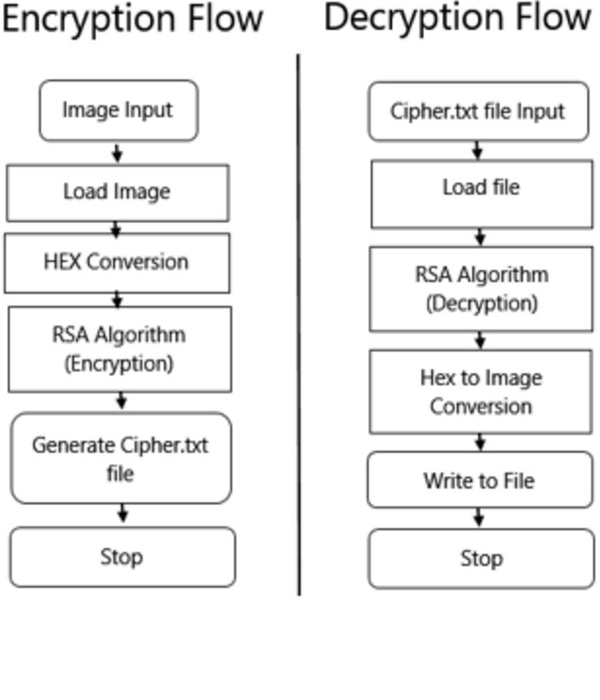 Encryption Flow
Image Input
Load Image
HEX Conversion
RSA Algorithm
(Encryption)
Generate Cipher.txt
file
Stop
Decryption Flow
Cipher.txt file Input
Load file
RSA Algorithm
(Decryption)
Hex to Image
Conversion
Write to File
Stop